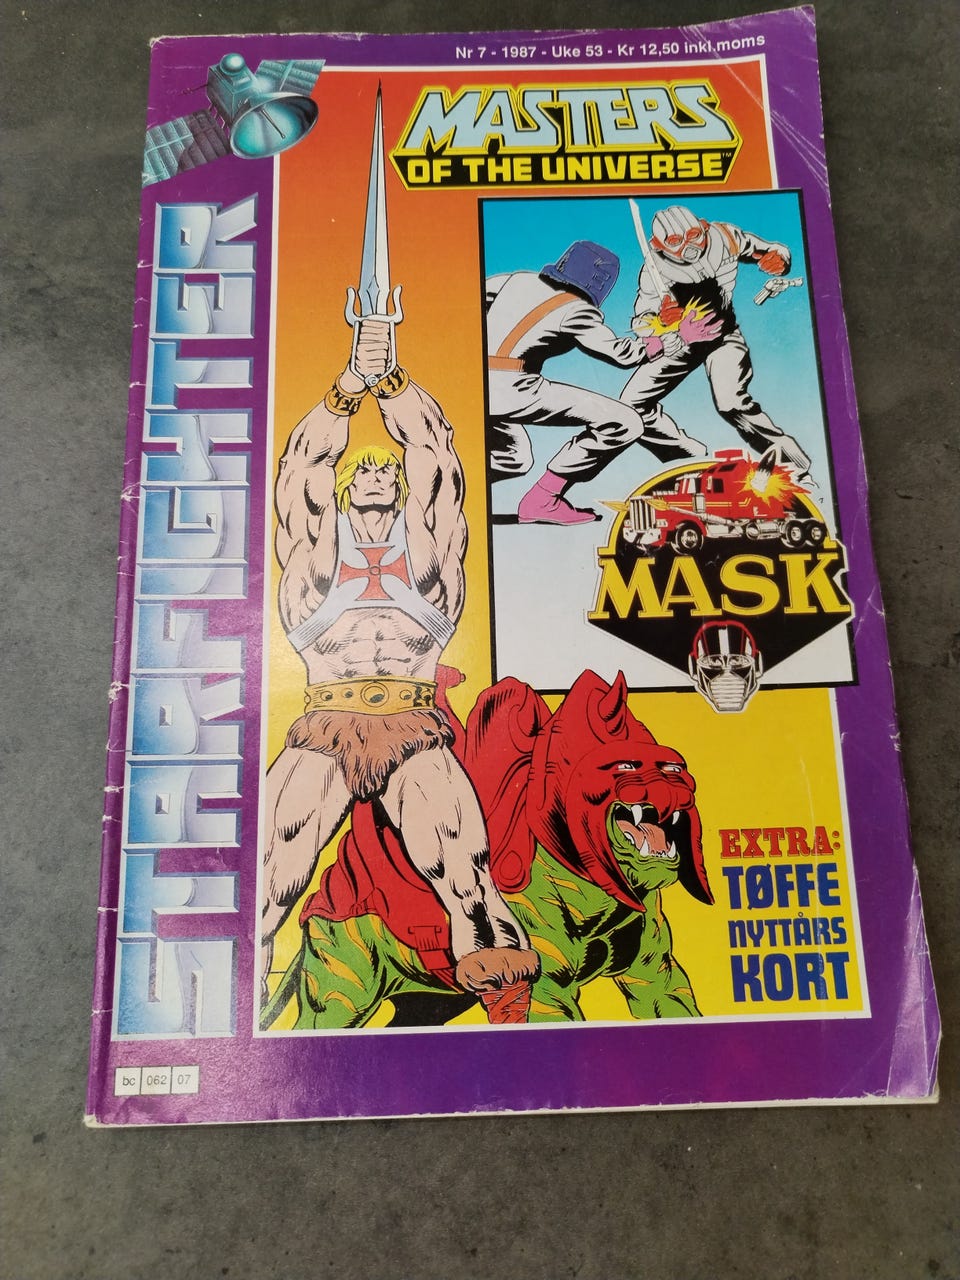 Nr 7 - 1987 - Uke 53 - Kr 12,50 inkl.moms
STARFIGHTER
MASTERS
OF THE UNIVERSE™
MASK
EXTRA:
TØFFE
NYTTÅRS
KORT
bc 062 07